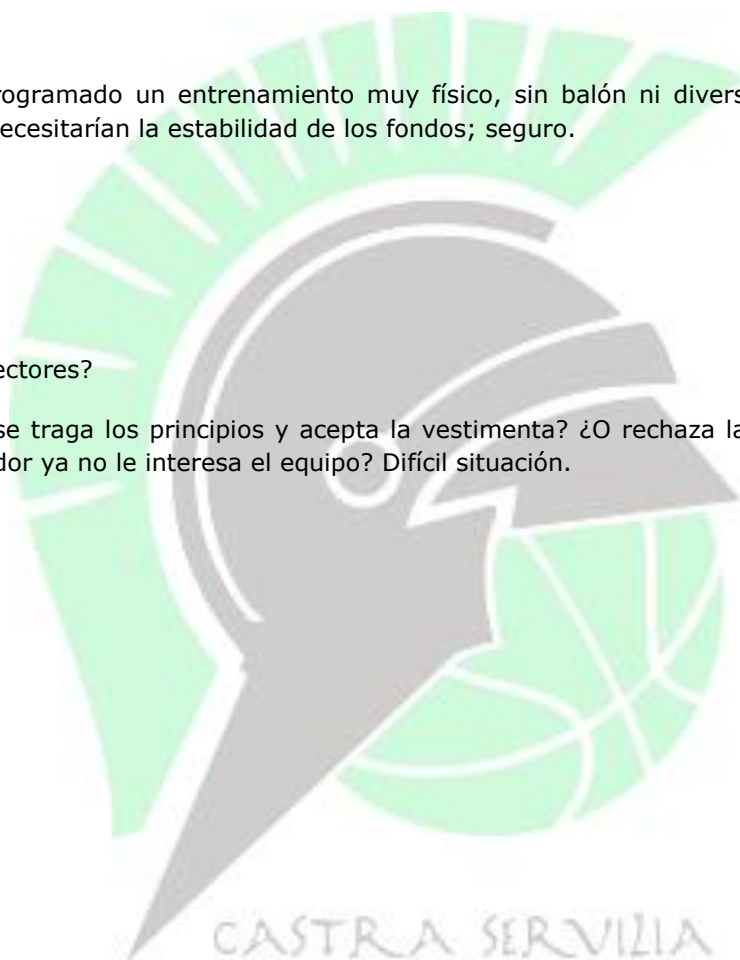 rogramado un entrenamiento muy físico, sin balón ni divers
ecesitarían la estabilidad de los fondos; seguro.
ectores?
se traga los principios y acepta la vestimenta? ¿O rechaza la
dor ya no le interesa el equipo? Difícil situación.
CASTRA SERVILIA